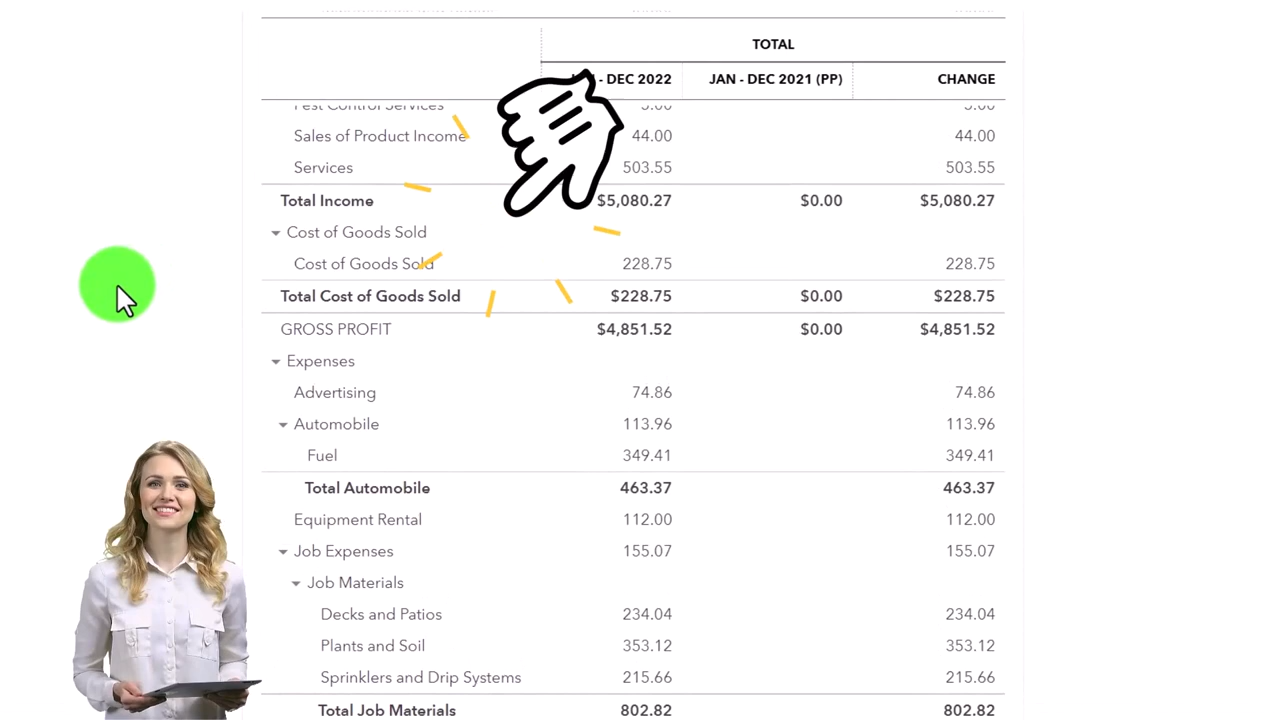 TOTAL
- DEC 2022 JAN - DEC 2021 (PP) CHANGE
Pest Control Services
Sales of Product Income 44.00 44.00
Services 503.55 503.55
Total Income $5,080.27 $0.00 $5,080.27
Cost of Goods Sold
Cost of Goods Sold 228.75 228.75
Total Cost of Goods Sold $228.75 $0.00 $228.75
GROSS PROFIT $4,851.52 $0.00 $4,851.52
Expenses
Advertising 74.86 74.86
Automobile 113.96 113.96
Fuel 349.41 349.41
Total Automobile 463.37 463.37
Equipment Rental 112.00 112.00
Job Expenses 155.07 155.07
Job Materials
Decks and Patios 234.04 234.04
Plants and Soil 353.12 353.12
Sprinklers and Drip Systems 215.66 215.66
Total Job Materials 802.82 802.82